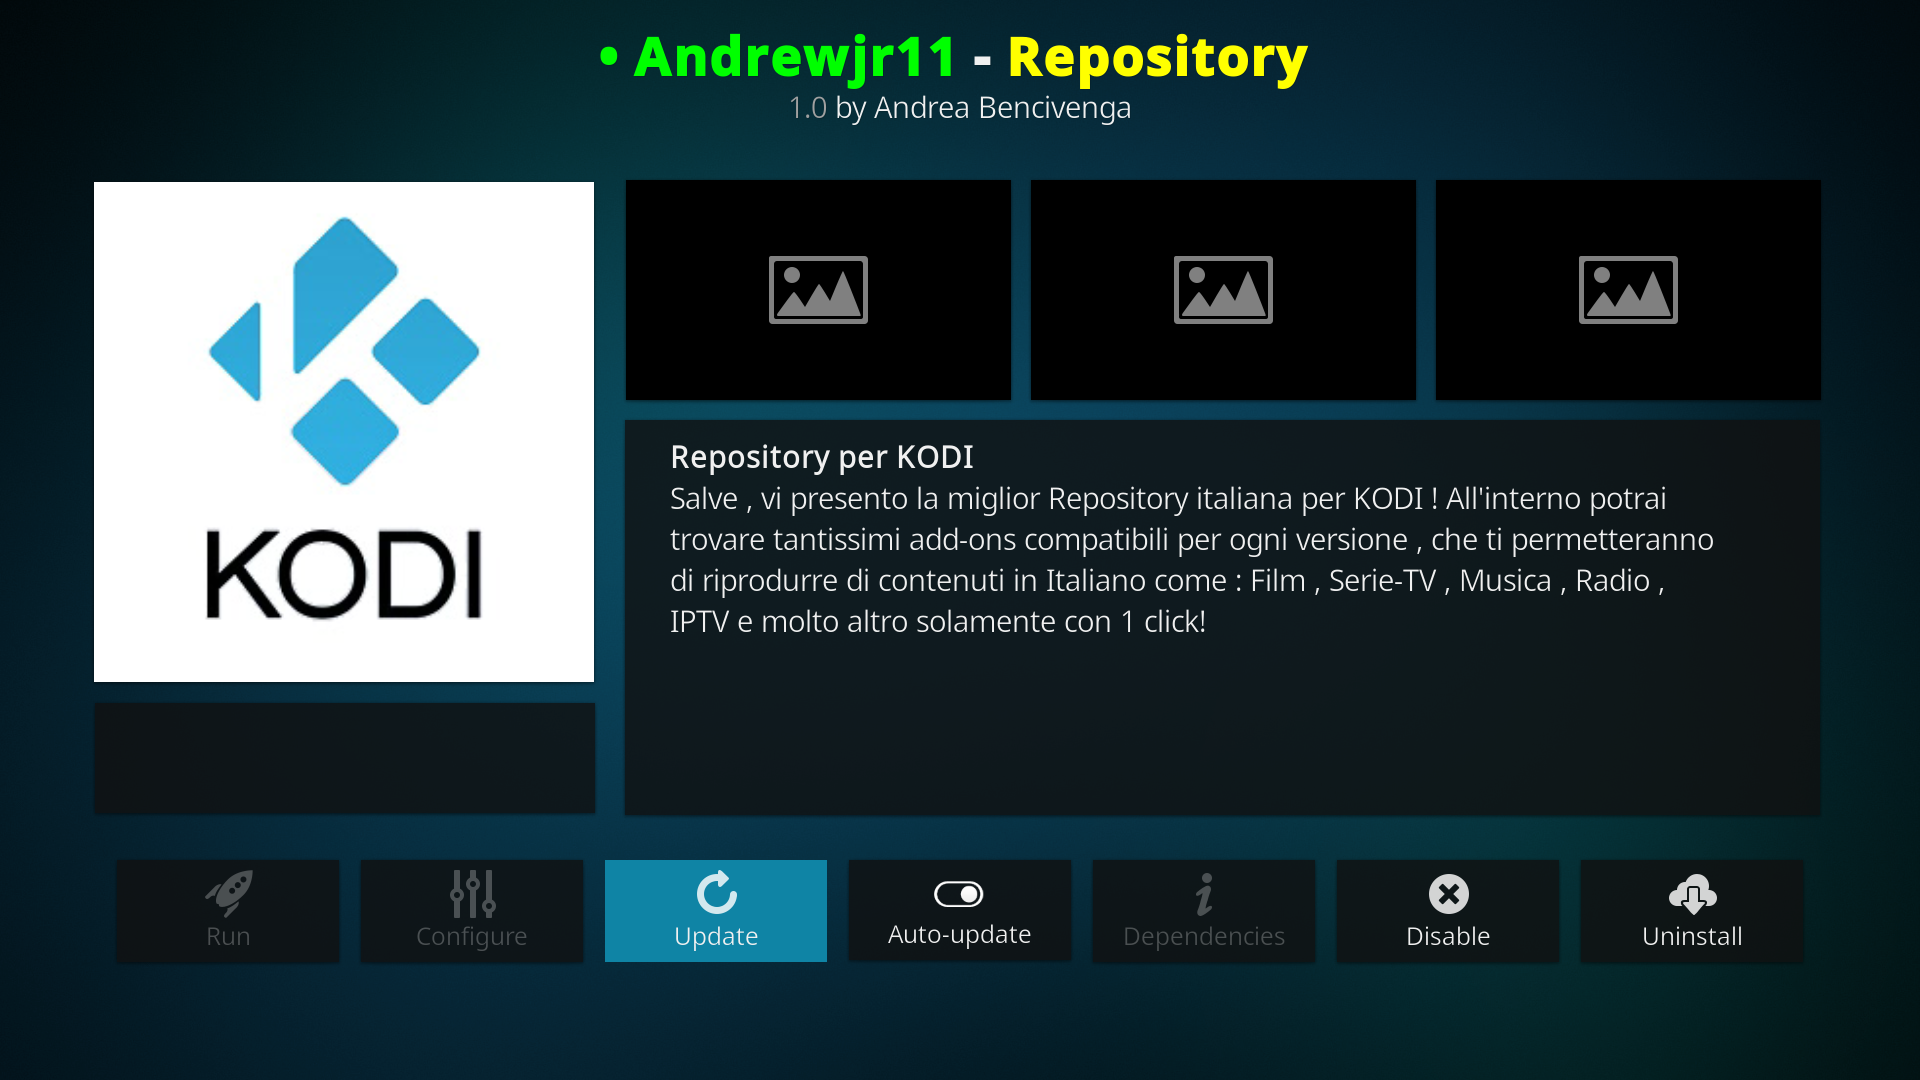 • Andrewjr11 - Repository
1.0 by Andrea Bencivenga
KODI
Repository per KODI
Salve , vi presento la miglior Repository italiana per KODI ! All'interno potrai
trovare tantissimi add-ons compatibili per ogni versione , che ti permetteranno
di riprodurre di contenuti in Italiano come : Film , Serie-TV , Musica , Radio ,
IPTV e molto altro solamente con 1 click!
Run
Configure
Update
Auto-update
Dependencies
Disable
Uninstall